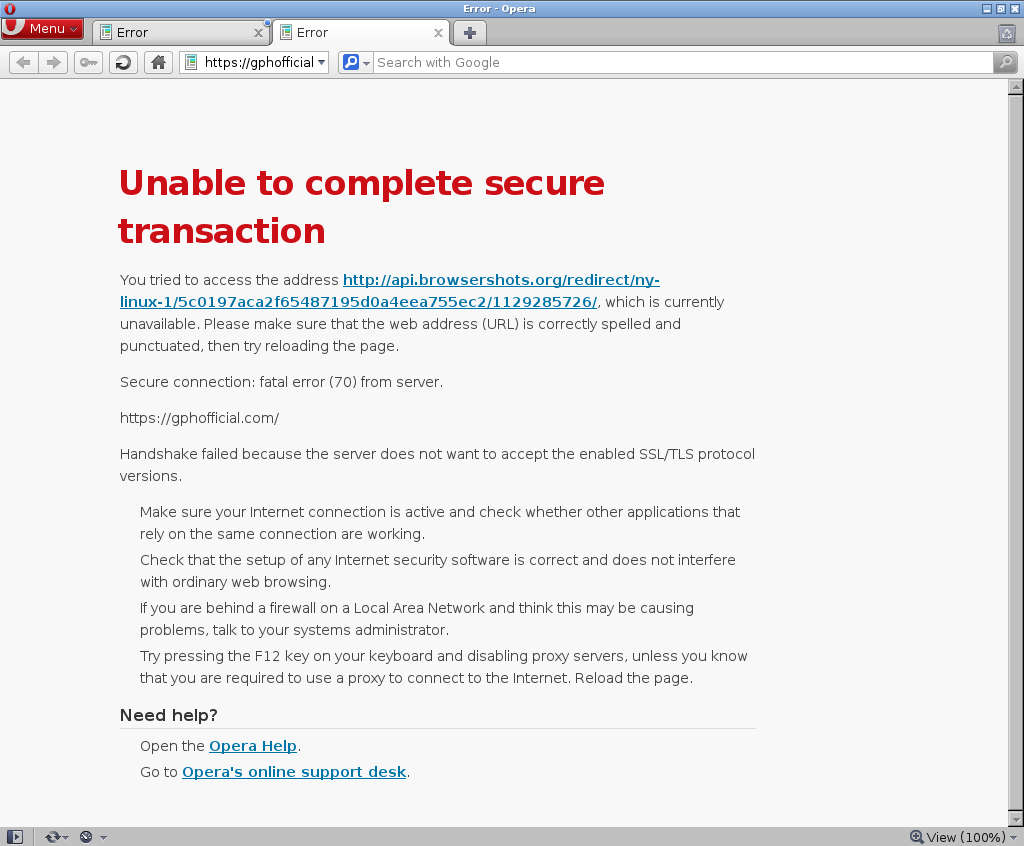 Error - Opera
Menu
Error
Error
https://gphofficial
Search with Google
Unable to complete secure
transaction
You tried to access the address http://api.browsershots.org/redirect/ny-
linux-1/5c0197aca2f65487195d0a4eea755ec2/1129285726/, which is currently
unavailable. Please make sure that the web address (URL) is correctly spelled and
punctuated, then try reloading the page.
Secure connection: fatal error (70) from server.
https://gphofficial.com/
Handshake failed because the server does not want to accept the enabled SSL/TLS protocol
versions.
Make sure your Internet connection is active and check whether other applications that
rely on the same connection are working.
Check that the setup of any Internet security software is correct and does not interfere
with ordinary web browsing.
If you are behind a firewall on a Local Area Network and think this may be causing
problems, talk to your systems administrator.
Try pressing the F12 key on your keyboard and disabling proxy servers, unless you know
that you are required to use a proxy to connect to the Internet. Reload the page.
Need help?
Open the Opera Help.
Go to Opera's online support desk.
View (100%)